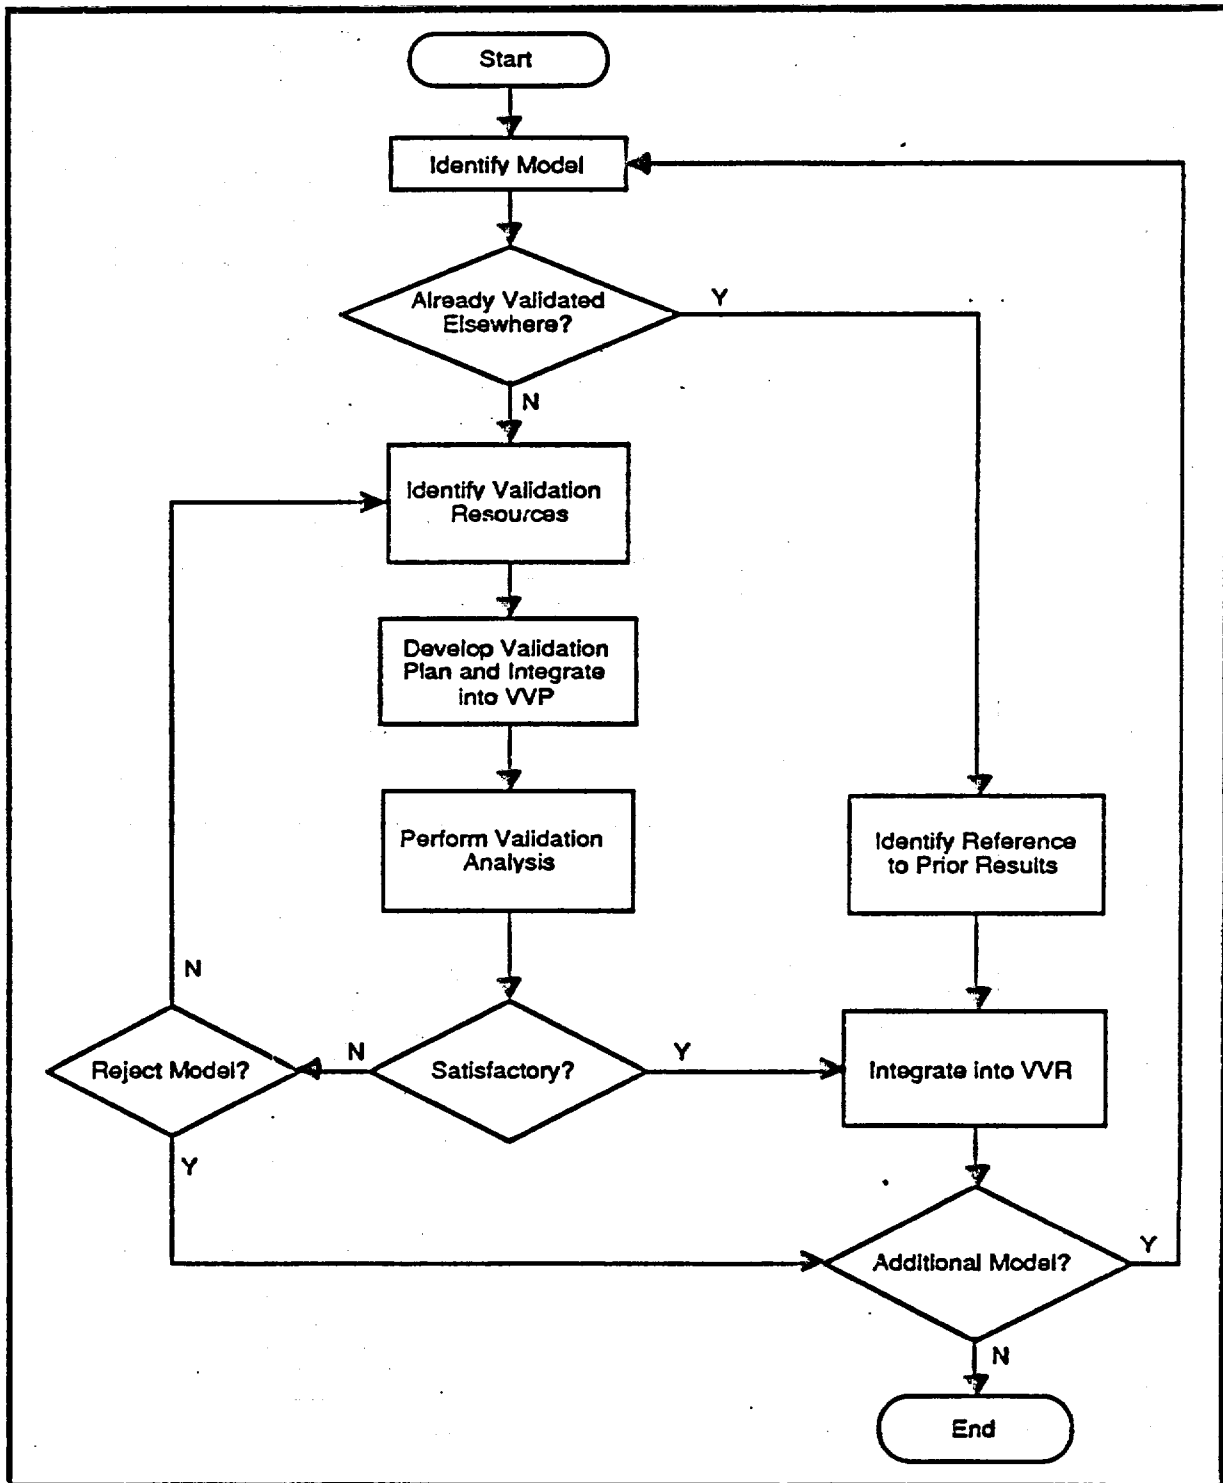 Start
Identify Model
Already Validated
Elsewhere?
Y
N
Identify Validation
Resources
Develop Validation
Plan and Integrate
into VVP
Perform Validation
Analysis
Identify Reference
to Prior Results
N
Reject Model?
N
Satisfactory?
Y
Integrate into VVR
Y
Additional Model?
Y
N
End